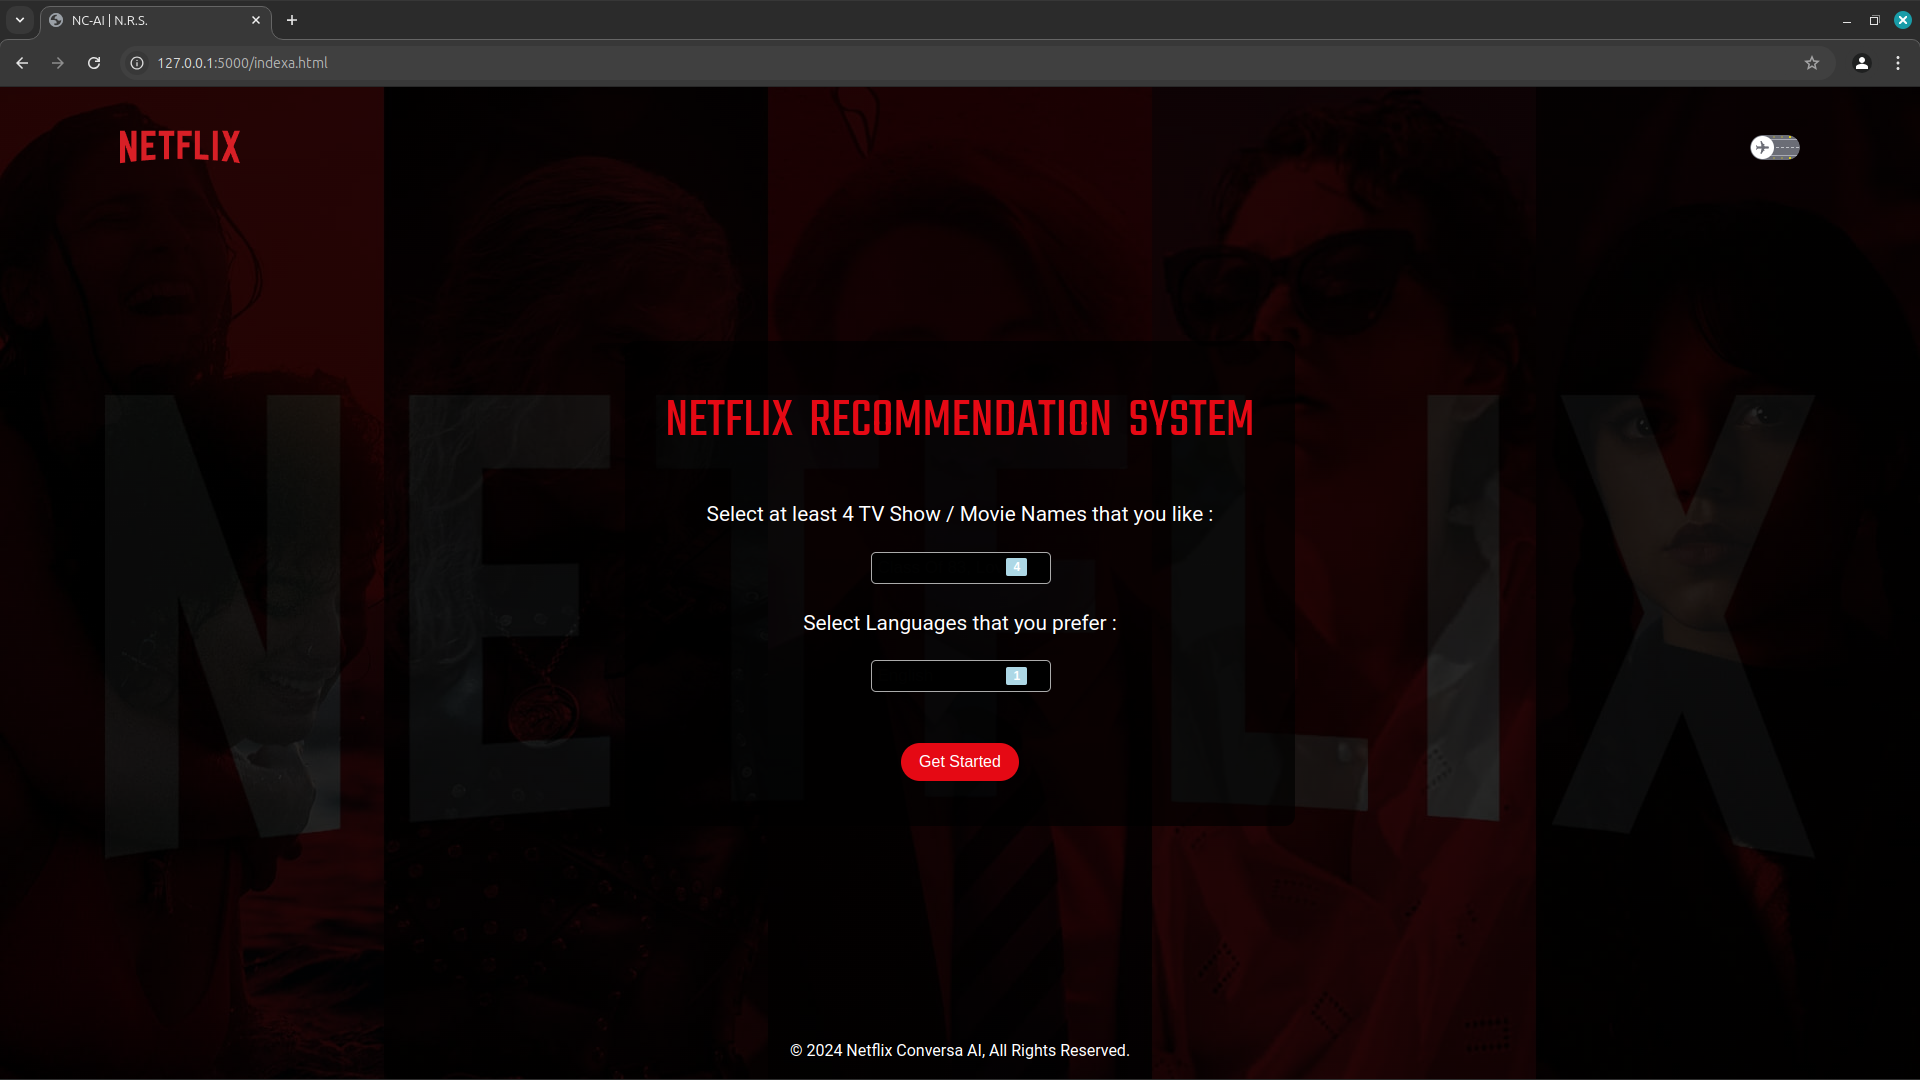 NC-AI | N.R.S.
127.0.0.1:5000/indexa.html
NETFLIX
NETFLIX
NETFLIX RECOMMENDATION SYSTEM
Select at least 4 TV Show / Movie Names that you like :
4
Select Languages that you prefer :
1
Get Started
© 2024 Netflix Conversa AI, All Rights Reserved.